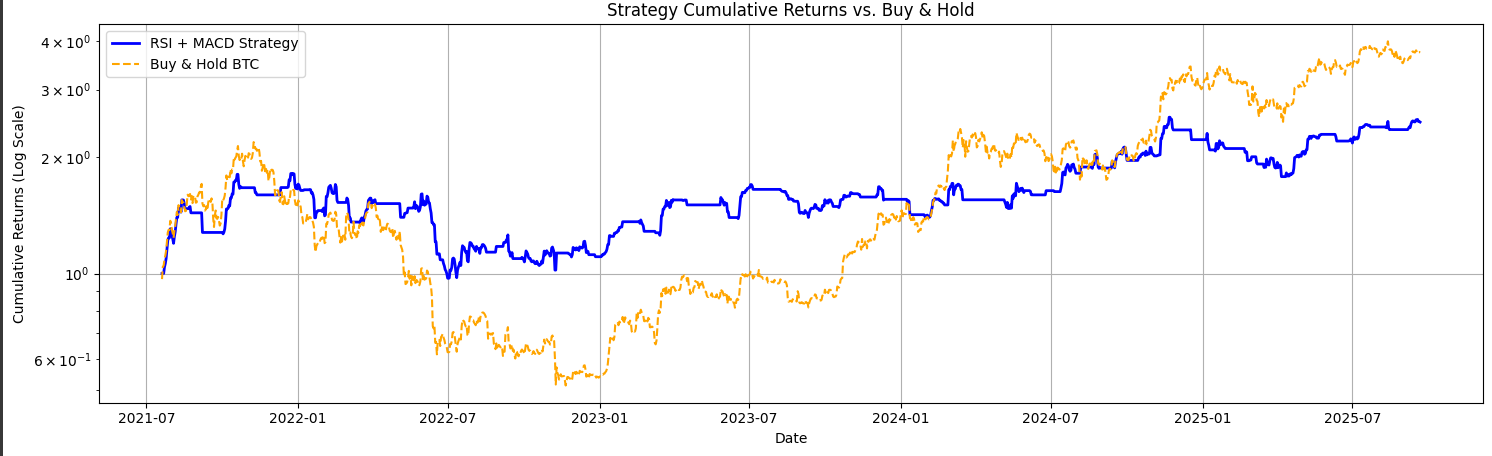 Strategy Cumulative Returns vs. Buy & Hold
Cumulative Returns (Log Scale)
4 × 10⁰
3 × 10⁰
2 × 10⁰
10⁰
6 × 10⁻¹
RSI + MACD Strategy
Buy & Hold BTC
2021-07 2022-01 2022-07 2023-01 2023-07 2024-01 2024-07 2025-01 2025-07
Date